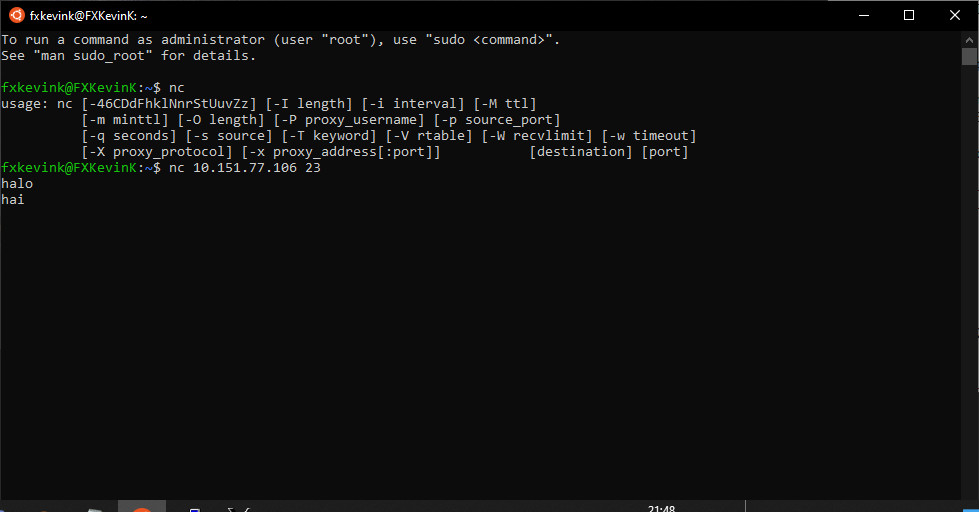 fxkevink@FXKevinK: ~
To run a command as administrator (user "root"), use "sudo <command>".
See "man sudo_root" for details.
fxkevink@FXKevinK:~$ nc
usage: nc [-46CDdFhklNnrStUuvZz] [-I length] [-i interval] [-M ttl]
[-m minttl] [-O length] [-P proxy_username] [-p source_port]
[-q seconds] [-s source] [-T keyword] [-V rtable] [-W recvlimit] [-w timeout]
[-X proxy_protocol] [-x proxy_address[:port]] [destination] [port]
fxkevink@FXKevinK:~$ nc 10.151.77.106 23
halo
hai
21:48